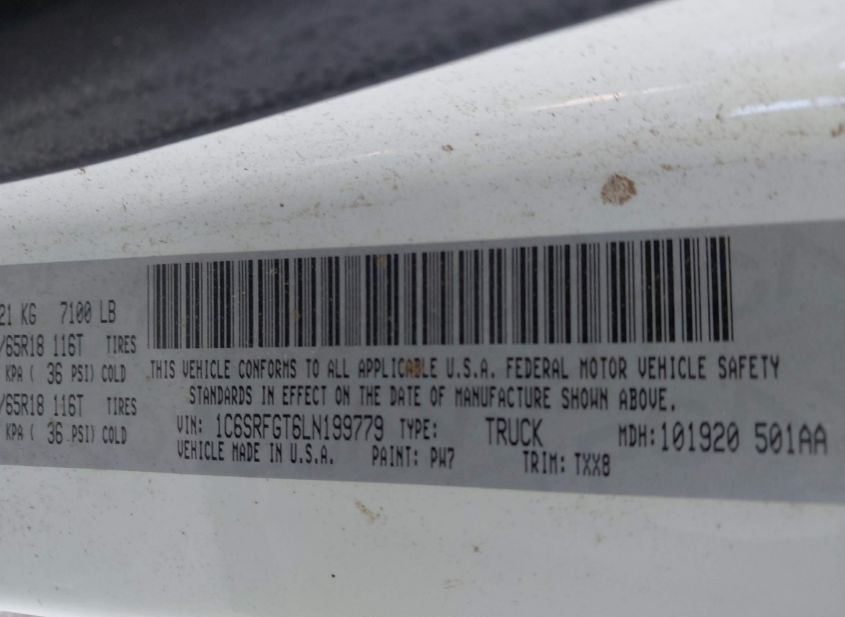 21 KG 7100 LB
/65R18 116T TIRES
KPA ( 36 PSI) COLD
/65R18 116T TIRES
KPA ( 36 PSI) COLD
THIS VEHICLE CONFORMS TO ALL APPLICABLE U.S.A. FEDERAL MOTOR VEHICLE SAFETY
STANDARDS IN EFFECT ON THE DATE OF MANUFACTURE SHOWN ABOVE.
VIN: 1C6SRFGT6LN199779 TYPE: TRUCK MDH: 101920 501AA
VEHICLE MADE IN U.S.A. PAINT: PW7 TRIM: TXX8